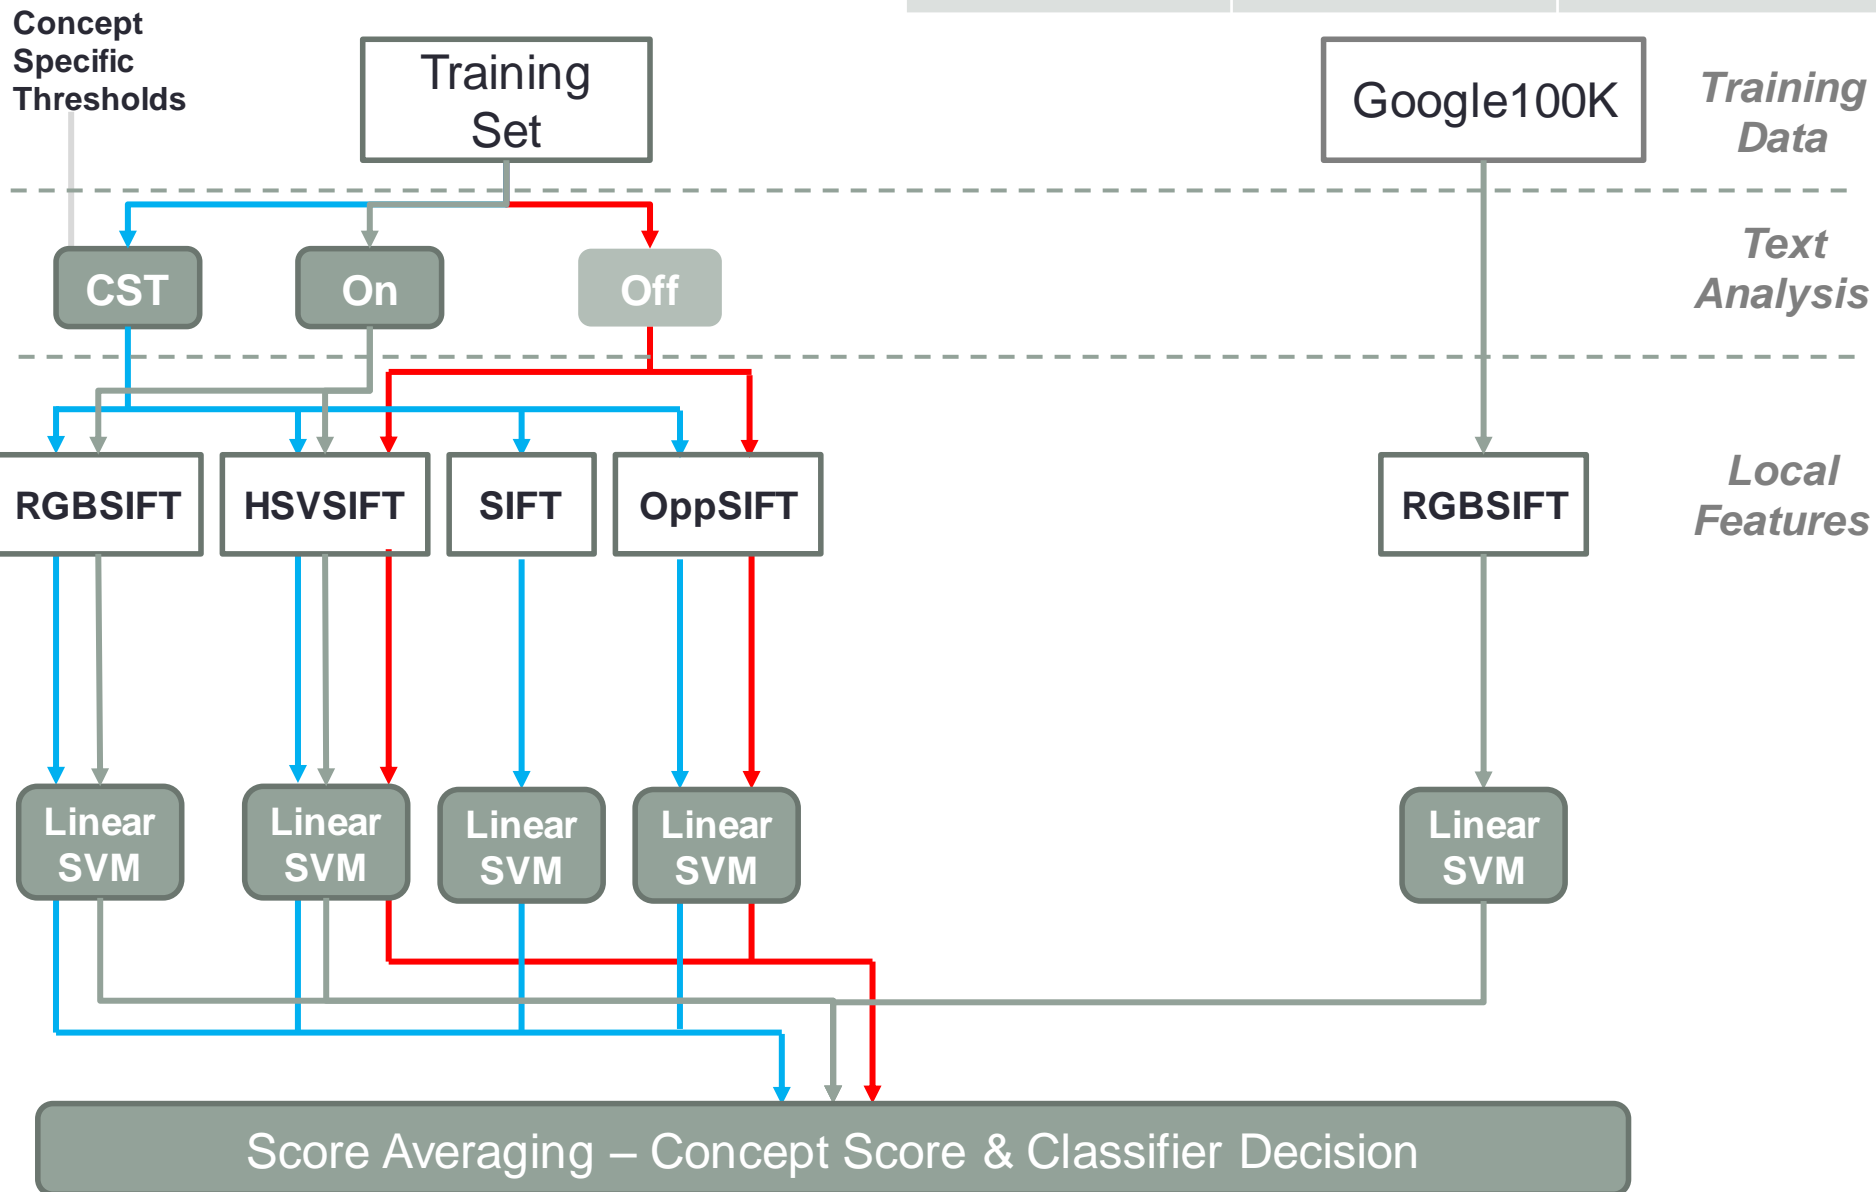 Concept
Specific
Thresholds
Training
Set
Google100K
Training
Data
CST
On
Off
Text
Analysis
RGBSIFT
HSVSIFT
SIFT
OppSIFT
RGBSIFT
Local
Features
Linear
SVM
Linear
SVM
Linear
SVM
Linear
SVM
Linear
SVM
Score Averaging – Concept Score & Classifier Decision